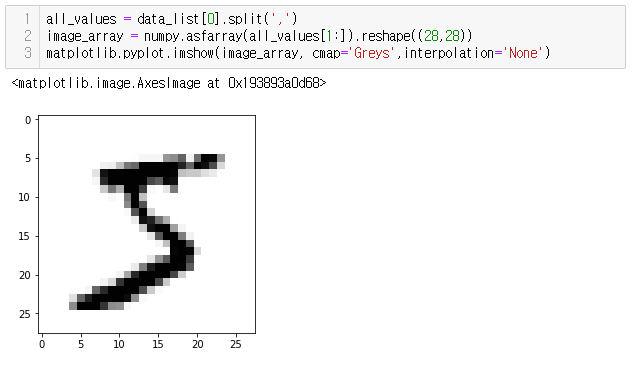 1 all_values = data_list[0].split(',')
2 image_array = numpy.asfarray(all_values[1:]).reshape((28,28))
3 matplotlib.pyplot.imshow(image_array, cmap='Greys',interpolation='None')
<matplotlib.image.AxesImage at 0x193893a0d68>
0
5
10
15
20
25
0 5 10 15 20 25
5